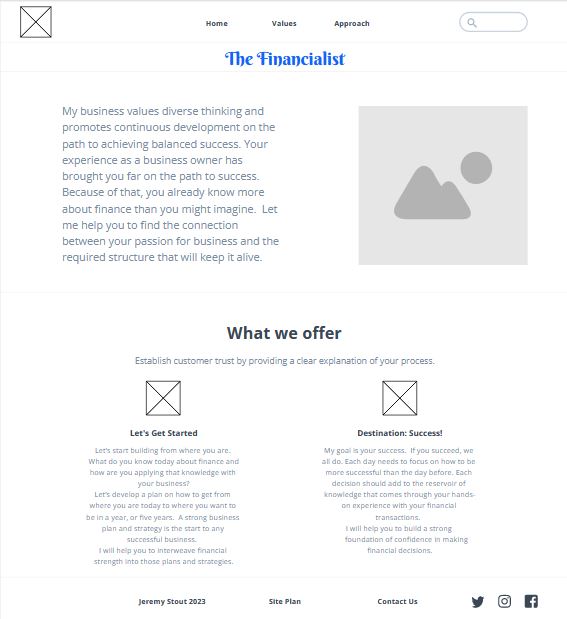 Home Values Approach
The Financialist
My business values diverse thinking and
promotes continuous development on the
path to achieving balanced success. Your
experience as a business owner has
brought you far on the path to success.
Because of that, you already know more
about finance than you might imagine.  Let
me help you to find the connection
between your passion for business and the
required structure that will keep it alive.
What we offer
Establish customer trust by providing a clear explanation of your process.
Let's Get Started
Let's start building from where you are.
What do you know today about finance and
how are you applying that knowledge with
your business?
Let's develop a plan on how to get from
where you are today to where you want to
be in a year, or five years.  A strong business
plan and strategy is the start to any
successful business.
I will help you to interweave financial
strength into those plans and strategies.
Destination: Success!
My goal is your success.  If you succeed, we
all do. Each day needs to focus on how to be
more successful than the day before. Each
decision should add to the reservoir of
knowledge that comes through your hands-
on experience with your financial
transactions.
I will help you to build a strong
foundation of confidence in making
financial decisions.
Jeremy Stout 2023 Site Plan Contact Us